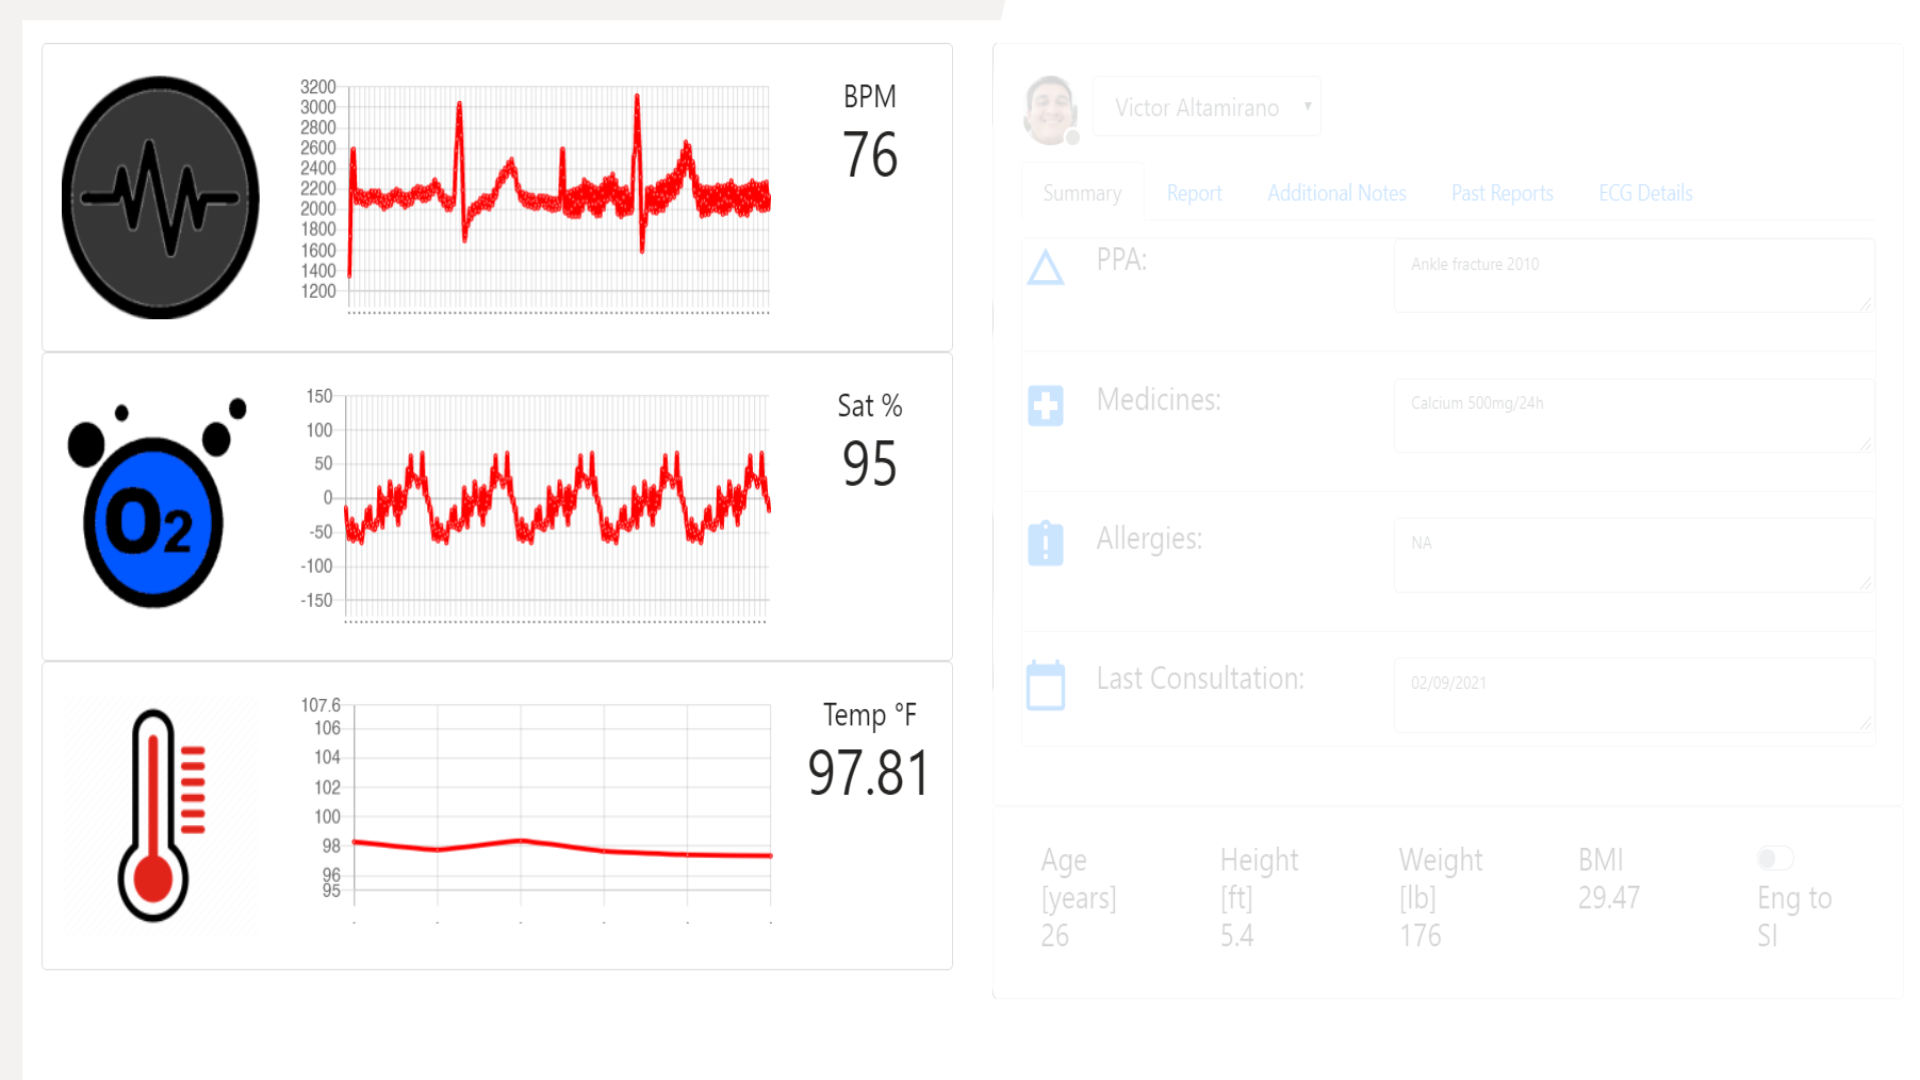 3200
3000
2800
2600
2400
2200
2000
1800
1600
1400
1200
BPM
76
O2
150
100
50
0
-50
-100
-150
Sat %
95
107.6
106
104
102
100
98
96
95
Temp °F
97.81
Victor Altamirano
Summary Report Additional Notes Past Reports ECG Details
PPA: Ankle fracture 2010
Medicines: Calcium 500mg/24h
Allergies: NA
Last Consultation: 02/09/2021
Age Height Weight BMI
[years] [ft] [lb] 29.47 Eng to
26 5.4 176 SI